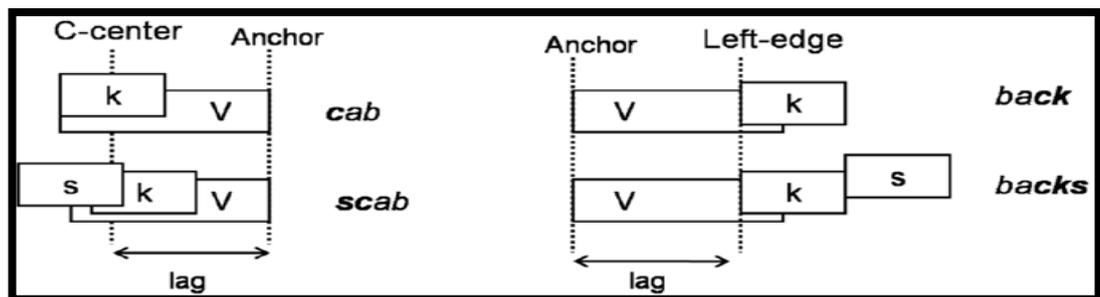 C-center Anchor
k V cab
s k V scab
lag
Anchor Left-edge
V k back
V k s backs
lag